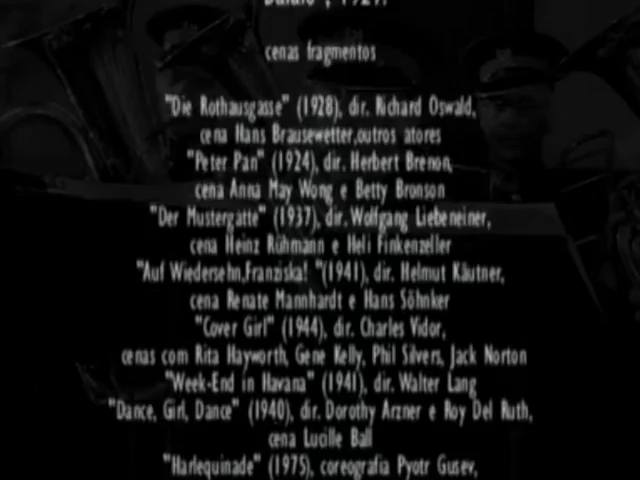 cenas fragmentos
"Die Rothausgasse" (1928), dir. Richard Oswald,
cena Hans Brausewetter,outros atores
"Peter Pan" (1924), dir. Herbert Brenon,
cena Anna May Wong e Betty Bronson
"Der Mustergatte" (1937), dir. Wolfgang Liebeneiner,
cena Heinz Rühmann e Heli Finkenzeller
"Auf Wiedersehn,Franziska! "(1941), dir. Helmut Käutner,
cena Renate Mannhardt e Hans Söhnker
"Cover Girl" (1944), dir. Charles Vidor,
cenas com Rita Hayworth, Gene Kelly, Phil Silvers, Jack Norton
"Week-End in Havana" (1941), dir. Walter Lang
"Dance, Girl, Dance" (1940), dir. Dorothy Arzner e Roy Del Ruth,
cena Lucille Ball
"Harlequinade" (1975), coreografia Pyotr Gusev,